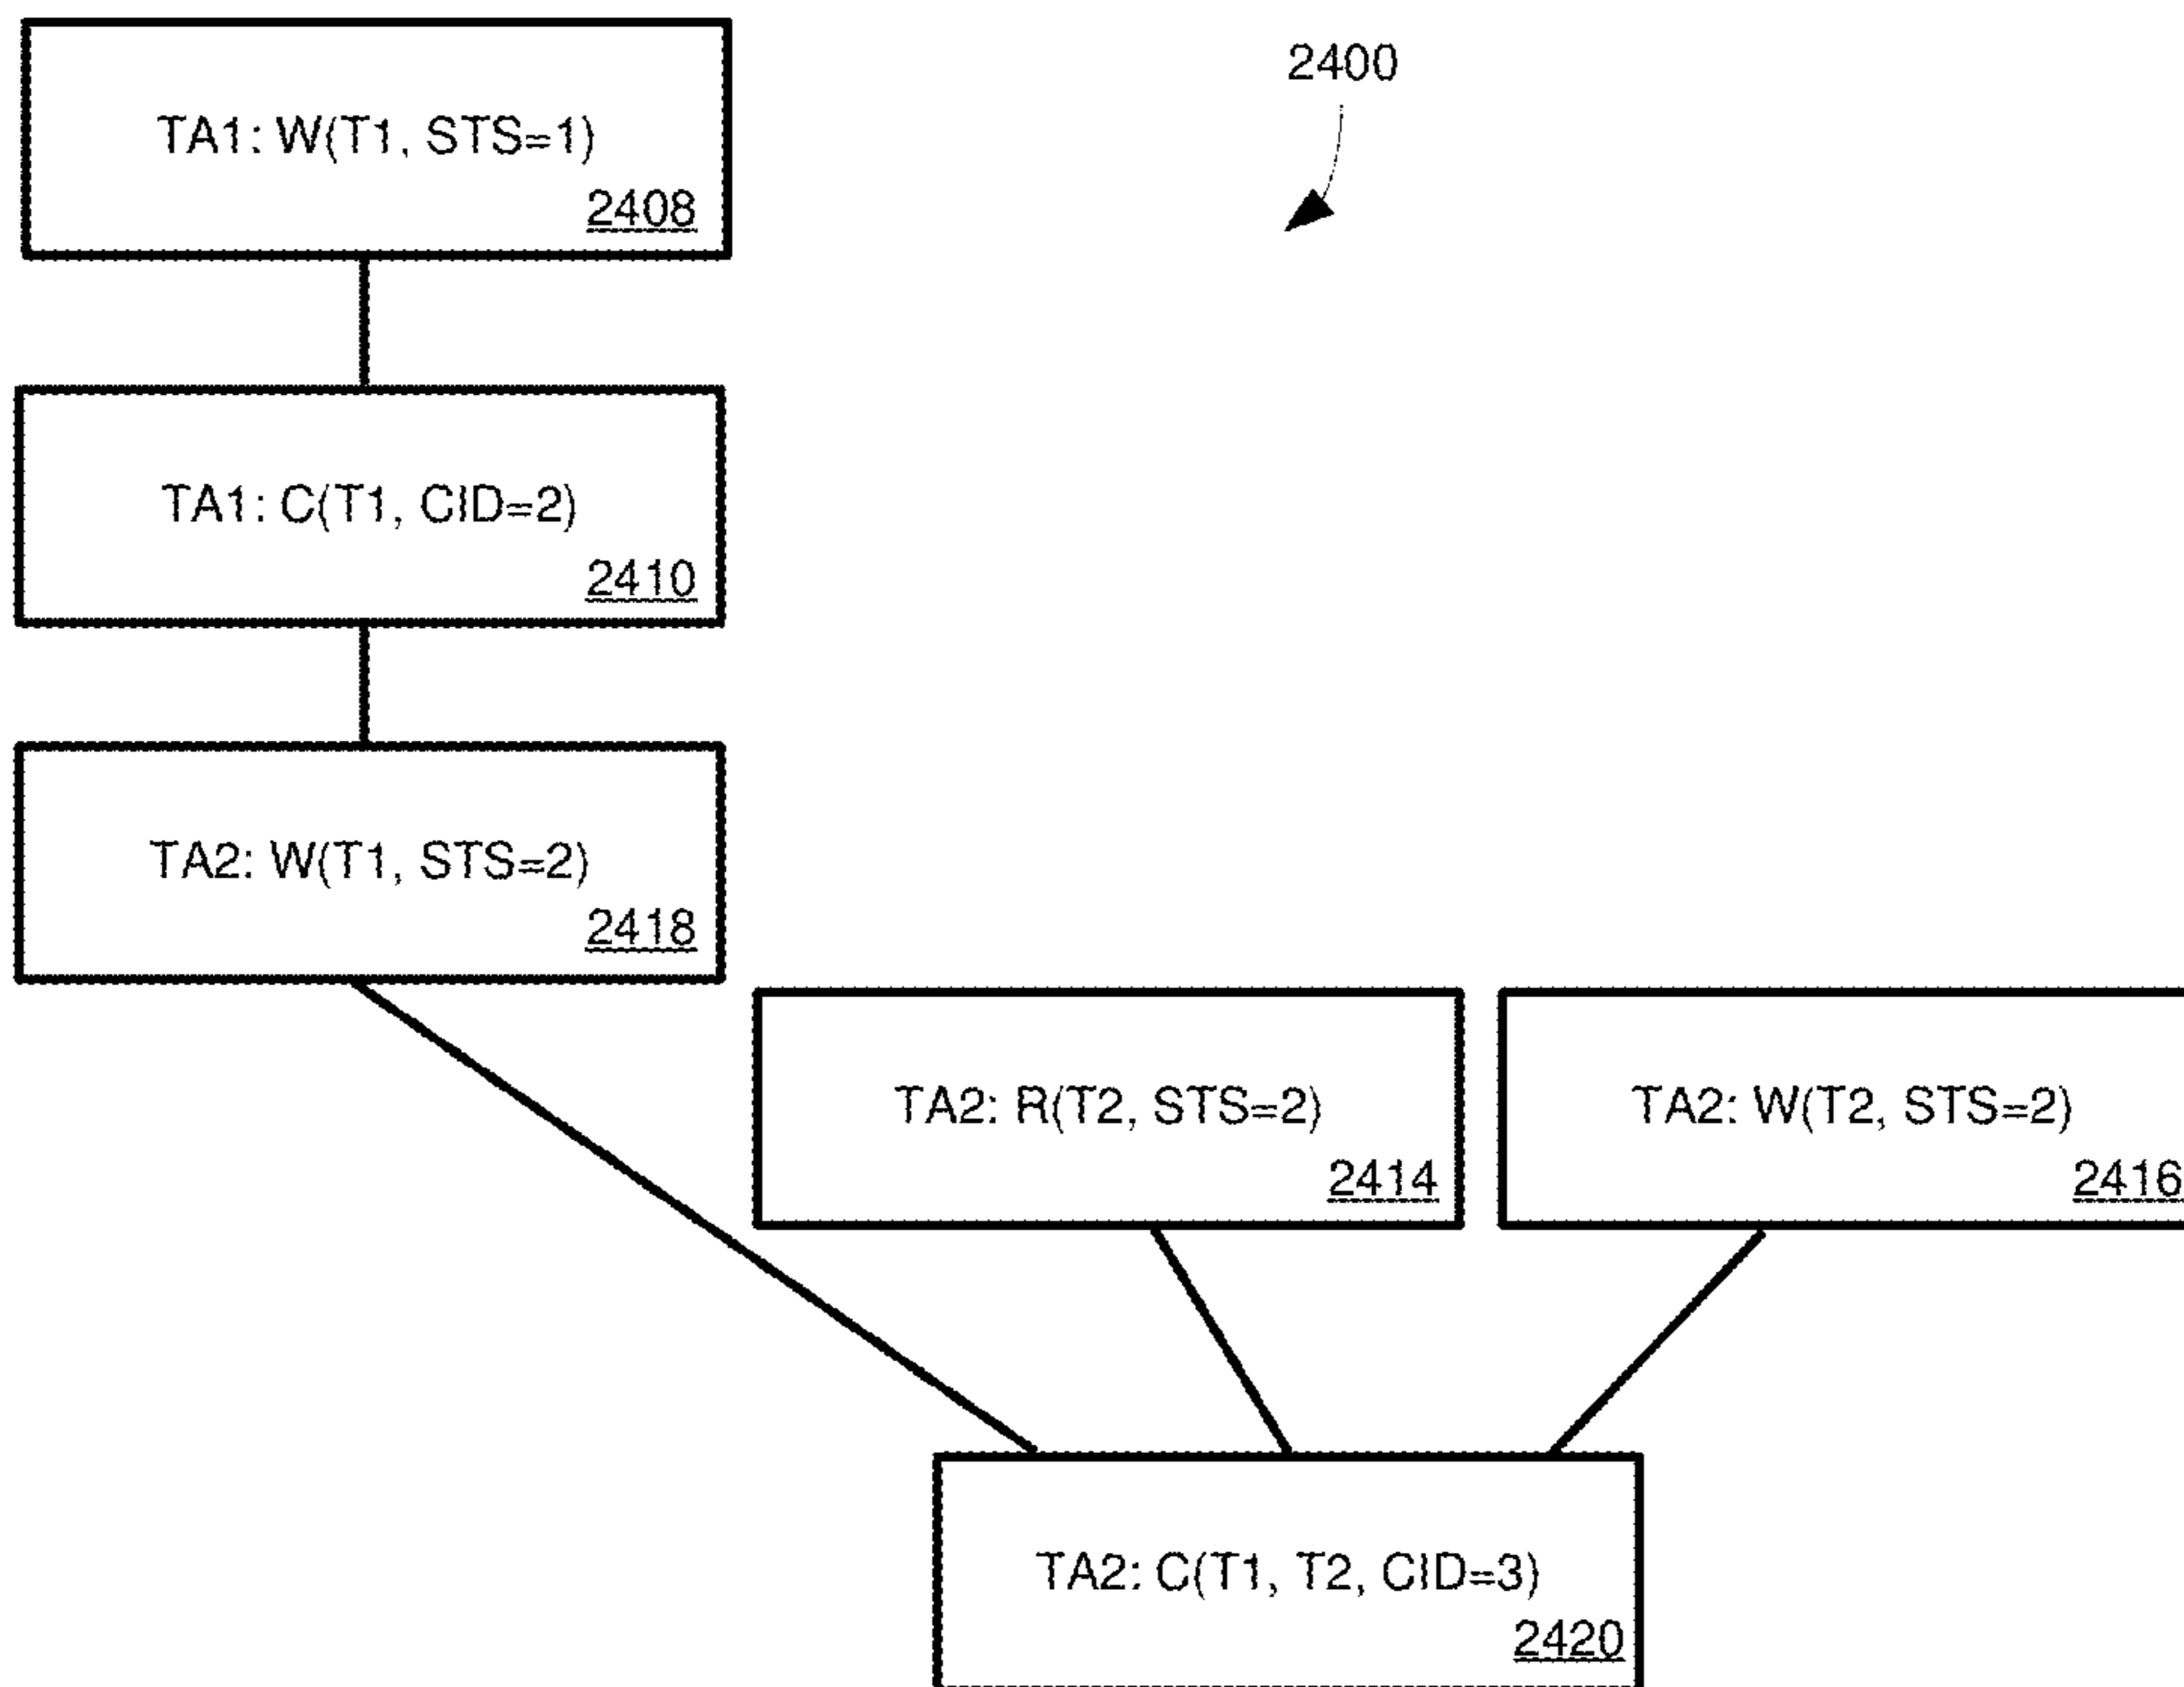 2400
TA1: W(T1, STS=1)
2408
TA1: C(T1, CID=2)
2410
TA2: W(T1, STS=2)
2418
TA2: R(T2, STS=2)
2414
TA2: W(T2, STS=2)
2416
TA2: C(T1, T2, CID=3)
2420